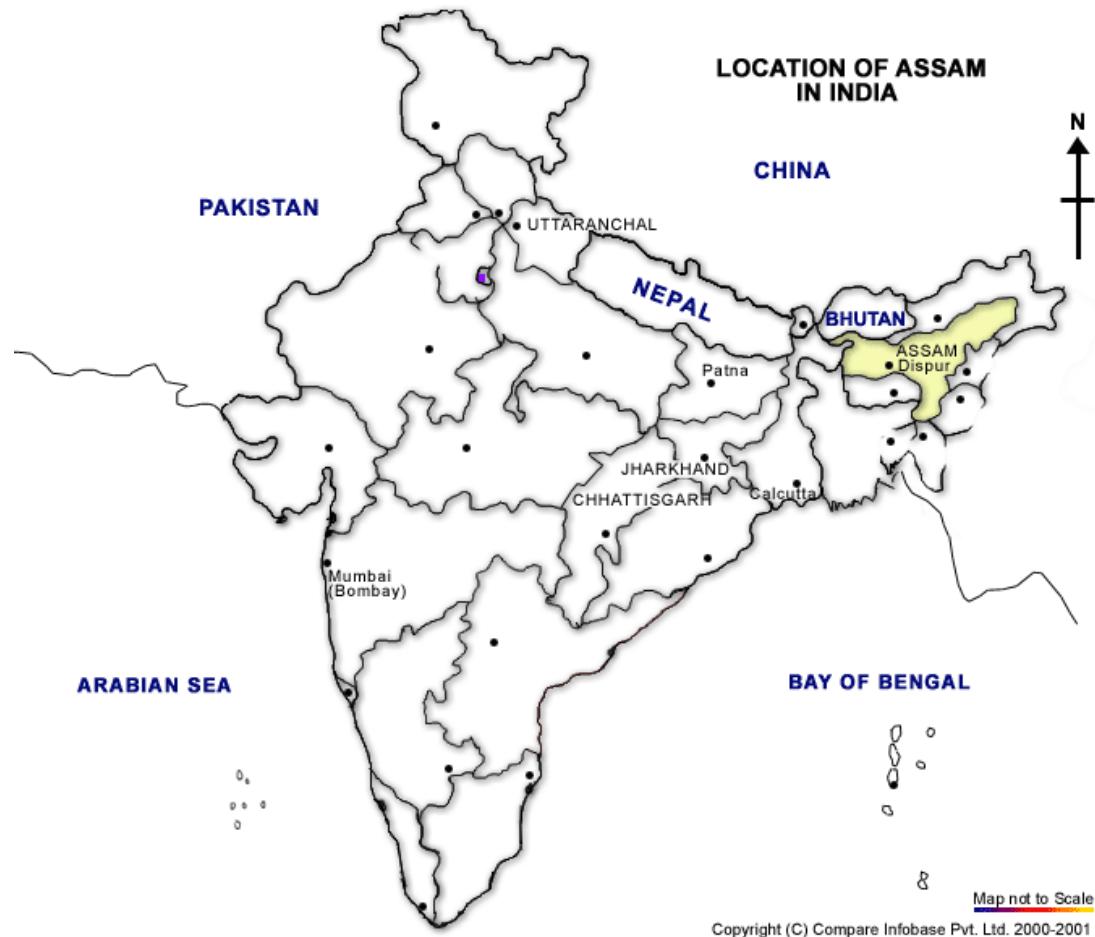 LOCATION OF ASSAM
IN INDIA
N
CHINA
PAKISTAN
UTTARANCHAL
NEPAL
BHUTAN
ASSAM
Dispur
Patna
JHARKHAND
CHHATTISGARH
Calcutta
Mumbai
(Bombay)
ARABIAN SEA
BAY OF BENGAL
Map not to Scale
Copyright (C) Compare Infobase Pvt. Ltd. 2000-2001